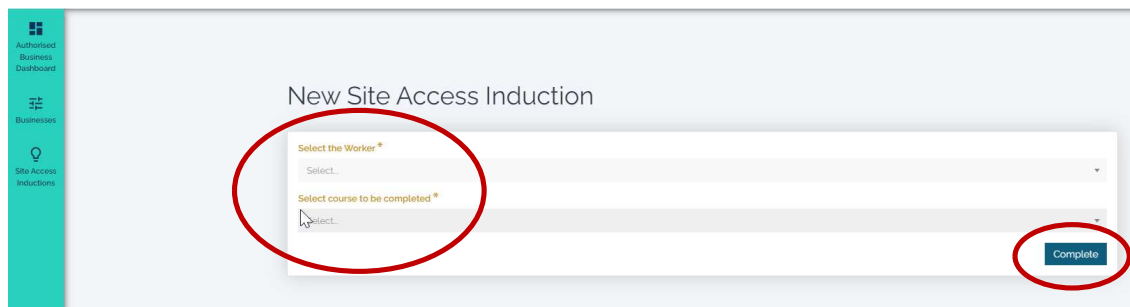 Authorised
Business
Dashboard
Businesses
Site Access
Inductions
New Site Access Induction
Select the Worker *
Select...
Select course to be completed *
Select...
Complete